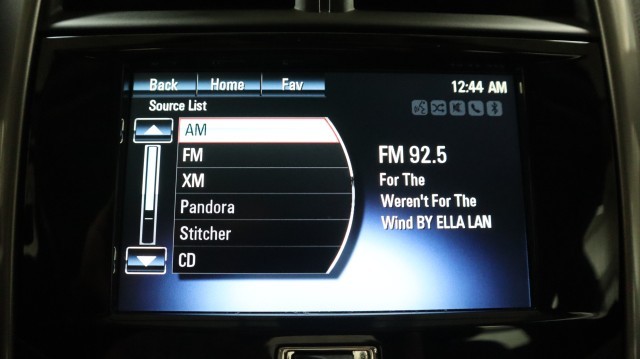 Back Home Fav 12:44 AM
Source List
AM
FM
XM
Pandora
Stitcher
CD
FM 92.5
For The
Weren't For The
Wind BY ELLA LAN